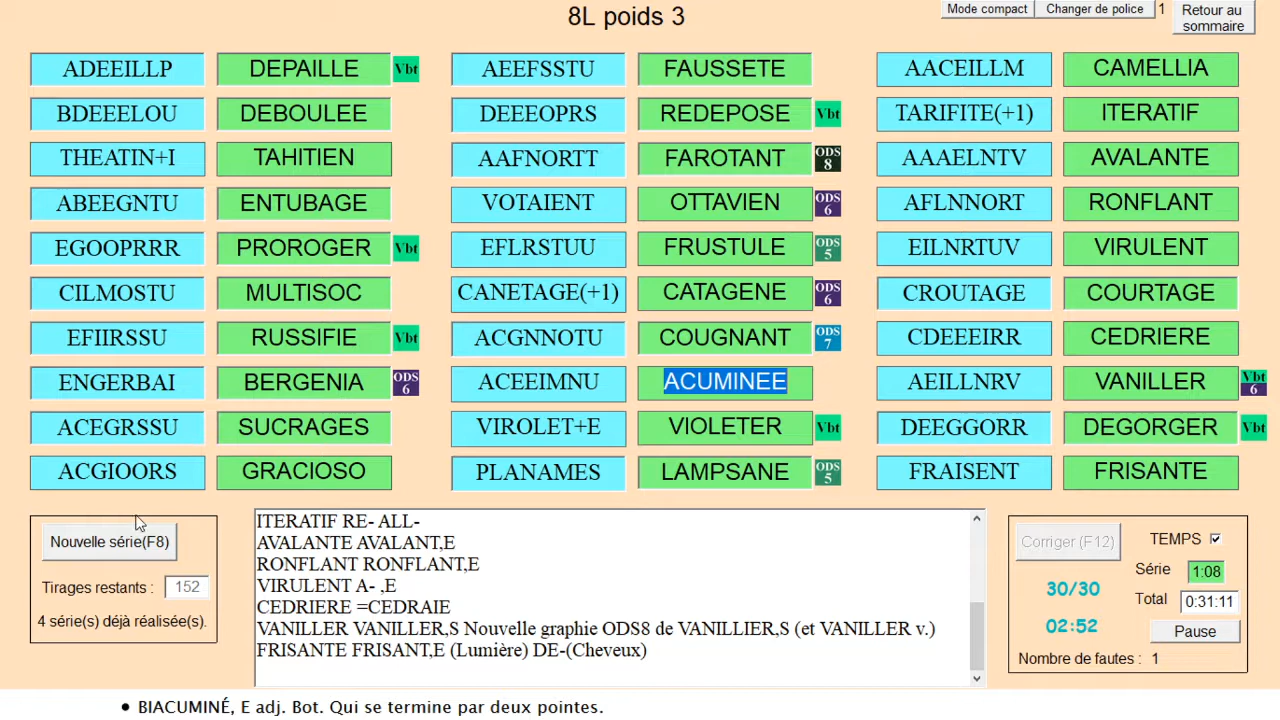 8L poids 3
Mode compact
Changer de police
1
Retour au
sommaire
ADEEILLP DEPAILLE Vbt
BDEEELOU DEBOULEE
THEATIN+I TAHITIEN
ABEEGNTU ENTUBAGE
EGOOPRRR PROROGER Vbt
CILMOSTU MULTISOC
EFIIRSSU RUSSIFIE Vbt
ENGERBAI BERGENIA ODS 6
ACEGRSSU SUCRAGES
ACGIOORS GRACIOSO
AEEFSSTU FAUSSETE
DEEEOPRS REDEPOSE Vbt
AAFNORTT FAROTANT ODS 8
VOTAIENT OTTAVIEN ODS 6
EFLRSTUU FRUSTULE ODS 5
CANETAGE(+1) CATAGENE ODS 6
ACGNNOTU COUGNANT ODS 7
ACEEIMNU ACUMINEE
VIROLET+E VIOLETER Vbt
PLANAMES LAMPSANE ODS 5
AACEILLM CAMELLIA
TARIFITE(+1) ITERATIF
AAAELNTV AVALANTE
AFLNNORT RONFLANT
EILNRTUV VIRULENT
CROUTAGE COURTAGE
CDEEEIRR CEDRIERE
AEILLNRV VANILLER Vbt 6
DEEGGORR DEGORGER Vbt
FRAISENT FRISANTE
Nouvelle série(F8)
Tirages restants : 152
4 série(s) déjà réalisée(s).
ITERATIF RE- ALL-
AVALANTE AVALANT,E
RONFLANT RONFLANT,E
VIRULENT A- ,E
CEDRIERE =CEDRAIE
VANILLER VANILLER,S Nouvelle graphie ODS8 de VANILLIER,S (et VANILLER v.)
FRISANTE FRISANT,E (Lumière) DE-(Cheveux)
Corriger (F12)
TEMPS
30/30
Série 1:08
02:52
Total 0:31:11
Pause
Nombre de fautes : 1
• BIACUMINÉ, E adj. Bot. Qui se termine par deux pointes.